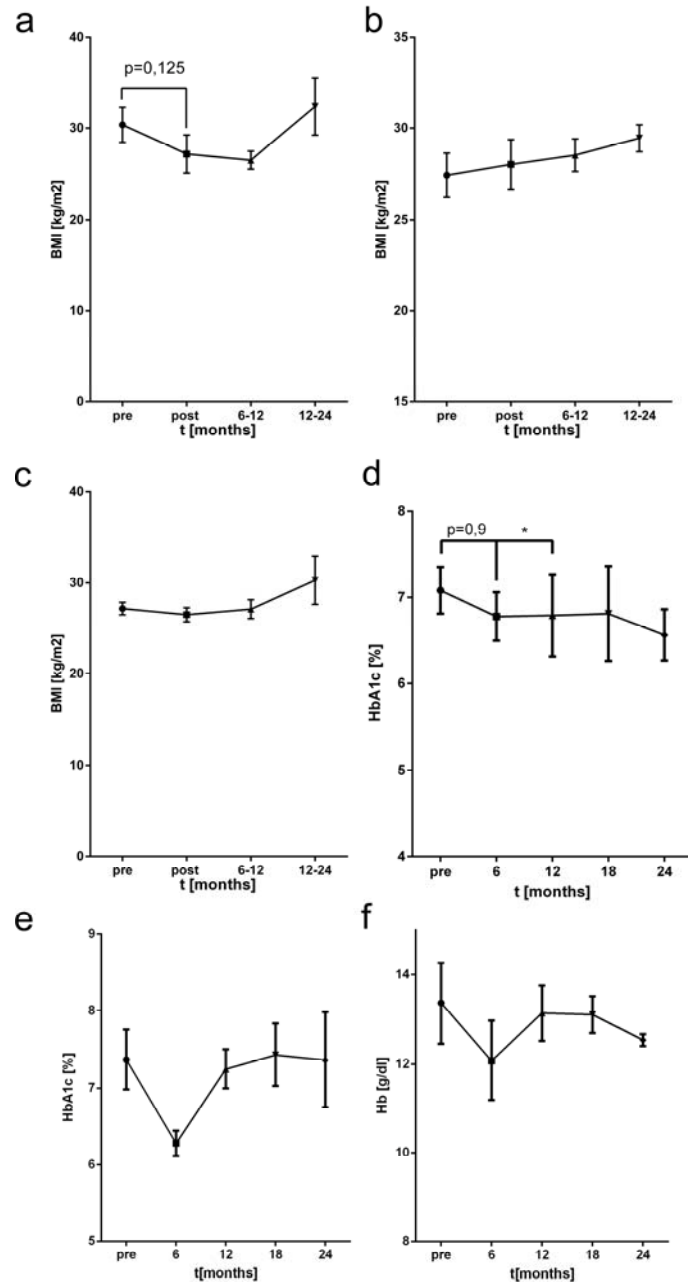 a
40
30
20
10
0
BMI [kg/m2]
p=0,125
pre post 6-12 12-24
t [months]
b
35
30
25
20
15
BMI [kg/m2]
pre post 6-12 12-24
t [months]
c
40
30
20
10
0
BMI [kg/m2]
pre post 6-12 12-24
t [months]
d
8
7
6
5
4
HbA1c [%]
p=0,9 *
pre 6 12 18 24
t [months]
e
9
8
7
6
5
HbA1c [%]
pre 6 12 18 24
t[months]
f
14
12
10
8
Hb [g/dl]
pre 6 12 18 24
t[months]